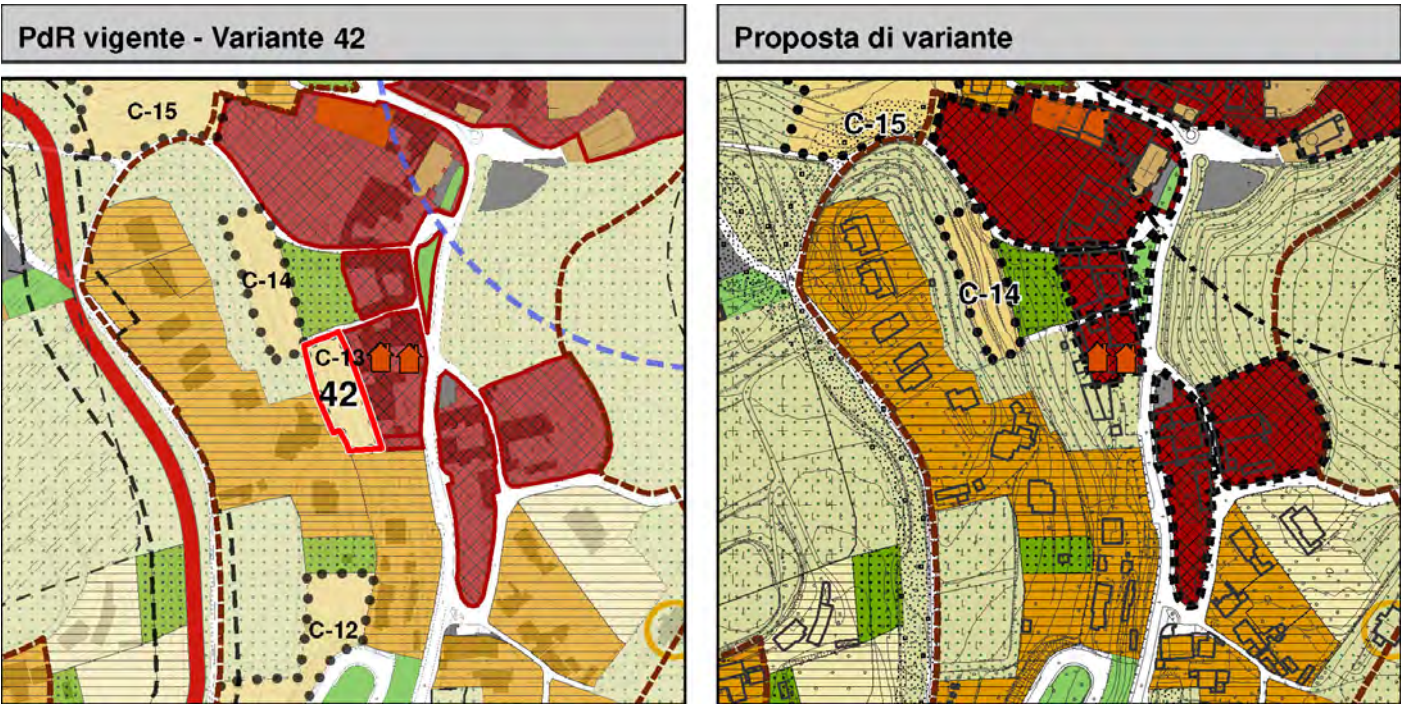 PdR vigente - Variante 42
Proposta di variante
C-15
C-14
C-13
42
C-12
C-15
C-14